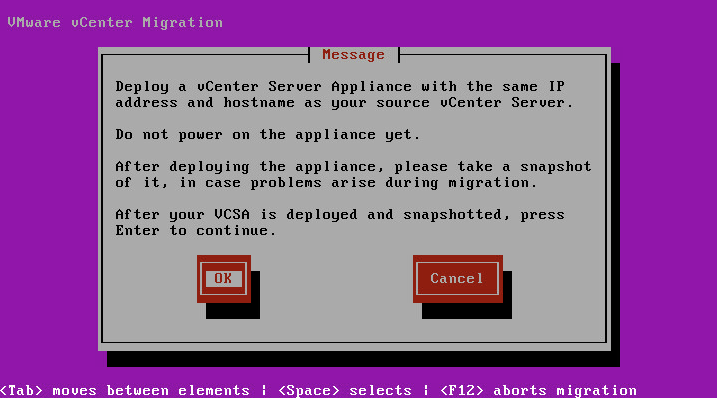 VMware vCenter Migration
Message
Deploy a vCenter Server Appliance with the same IP
address and hostname as your source vCenter Server.
Do not power on the appliance yet.
After deploying the appliance, please take a snapshot
of it, in case problems arise during migration.
After your VCSA is deployed and snapshotted, press
Enter to continue.
OK Cancel
<Tab> moves between elements ¦ <Space> selects ¦ <F12> aborts migration